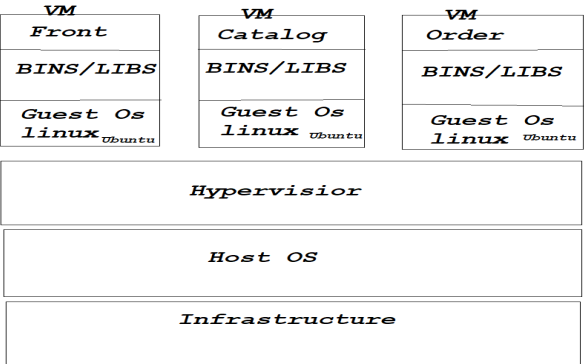 VM VM VM
Front Catalog Order
BINS/LIBS BINS/LIBS BINS/LIBS
Guest Os Guest Os Guest Os
linux Ubuntu linux Ubuntu linux Ubuntu
Hypervisior
Host OS
Infrastructure